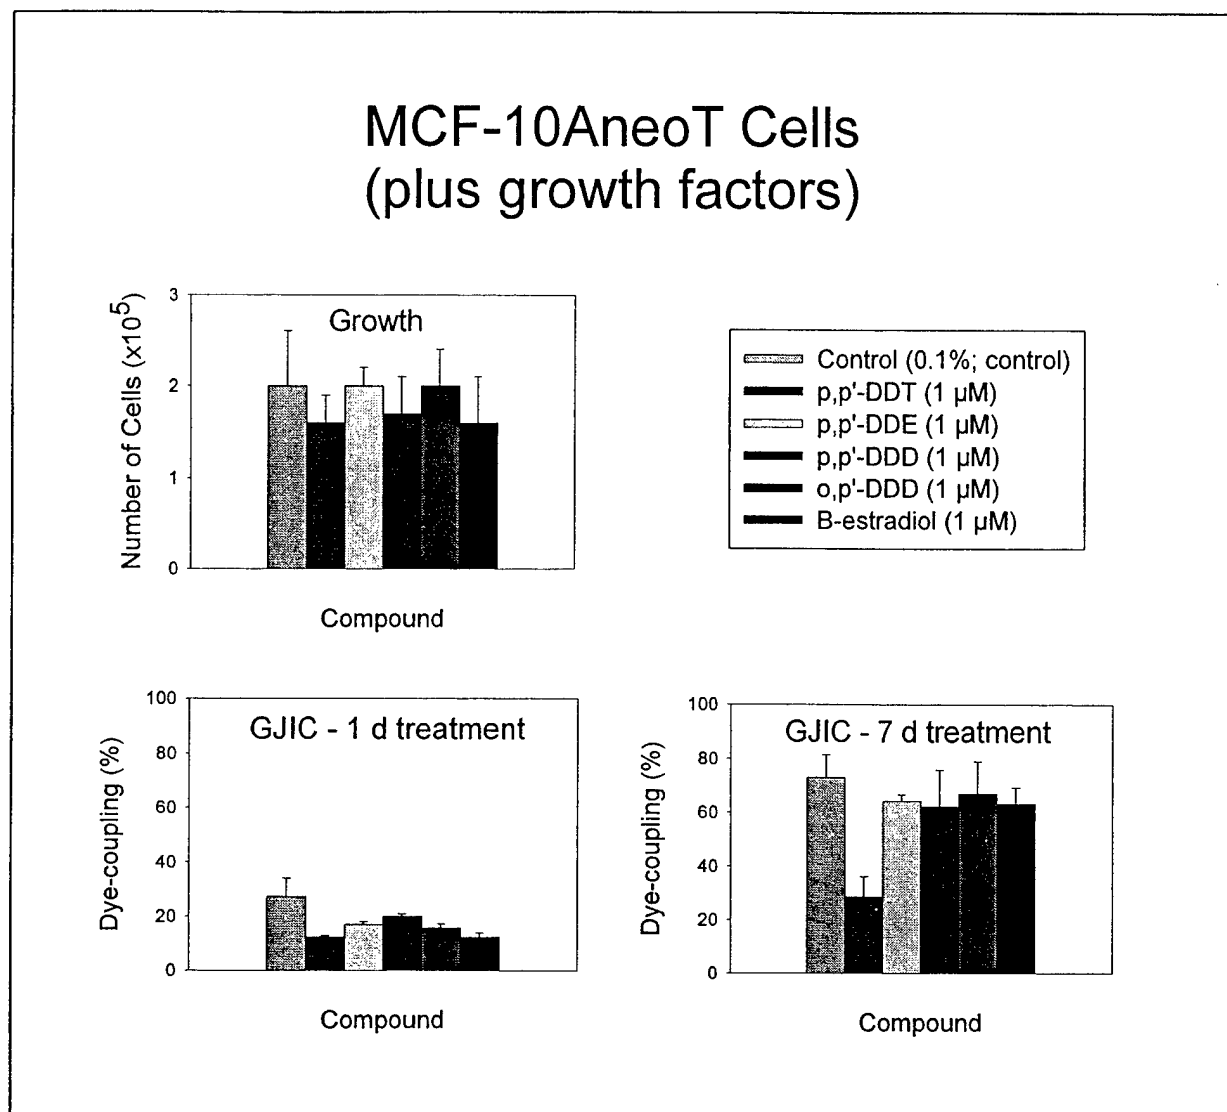 MCF-10AneoT Cells
(plus growth factors)
Number of Cells (x10⁵)
3
2
1
0
Growth
Compound
Control (0.1%; control)
p,p'-DDT (1 µM)
p,p'-DDE (1 µM)
p,p'-DDD (1 µM)
o,p'-DDD (1 µM)
B-estradiol (1 µM)
Dye-coupling (%)
100
80
60
40
20
0
GJIC - 1 d treatment
Compound
Dye-coupling (%)
100
80
60
40
20
0
GJIC - 7 d treatment
Compound